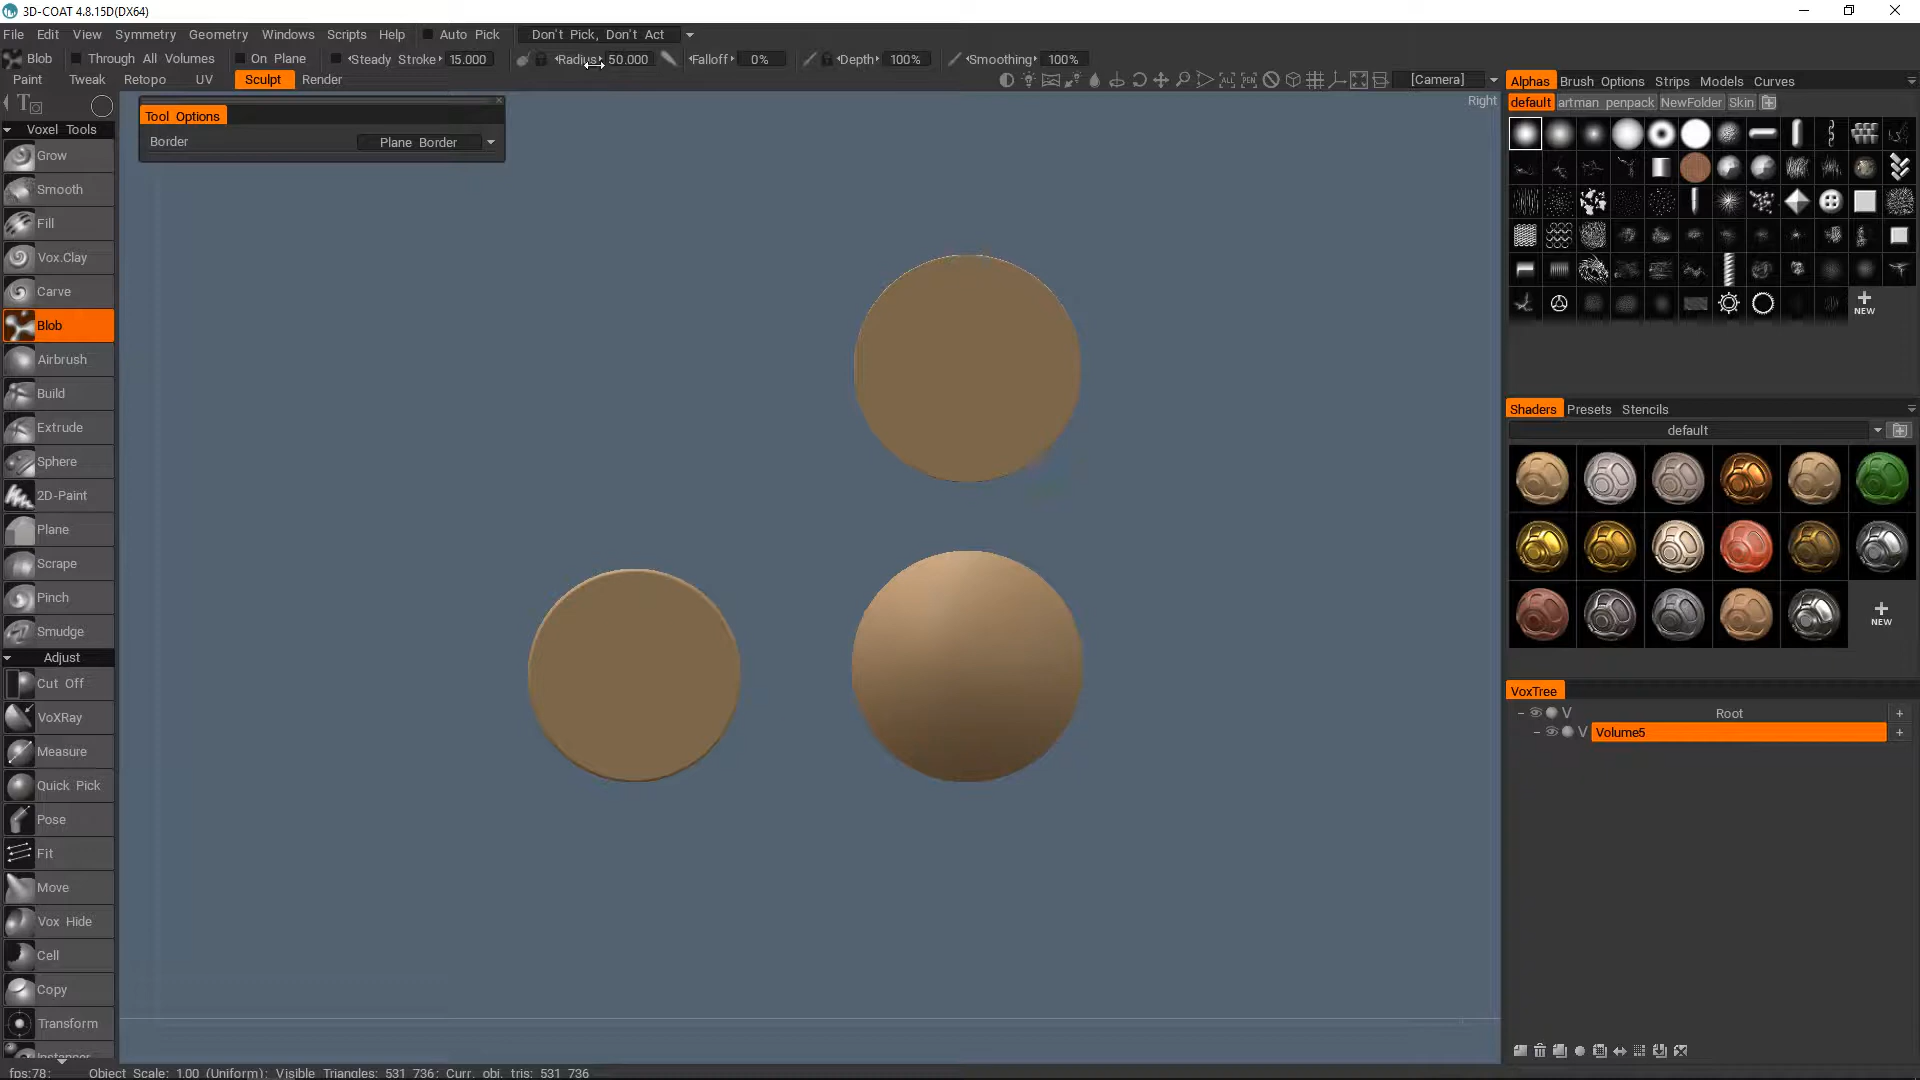 3D-COAT 4.8.15D(DX64)
File Edit View Symmetry Geometry Windows Scripts Help Auto Pick Don't Pick, Don't Act
Blob Through All Volumes On Plane Steady Stroke 15.000 Radius 50.000 Falloff 0% Depth 100% Smoothing 100%
Paint Tweak Retopo UV Sculpt Render [Camera]
Right
Tool Options
Border Plane Border
Voxel Tools
Grow
Smooth
Fill
Vox.Clay
Carve
Blob
Airbrush
Build
Extrude
Sphere
2D-Paint
Plane
Scrape
Pinch
Smudge
Adjust
Cut Off
VoXRay
Measure
Quick Pick
Pose
Fit
Move
Vox Hide
Cell
Copy
Transform
Alphas Brush Options Strips Models Curves
default artman penpack NewFolder Skin
NEW
Shaders Presets Stencils
default
NEW
VoxTree
V Root +
V Volume5 +
fps:78; Object Scale: 1.00 (Uniform); Visible Triangles: 531 736; Curr. obj. tris: 531 736